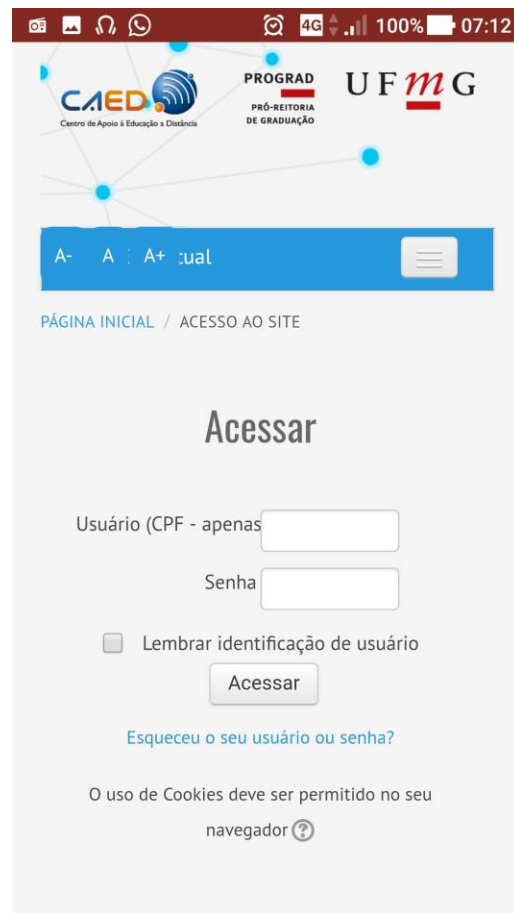 4G 100% 07:12
CAED
Centro de Apoio à Educação a Distância
PROGRAD
PRÓ-REITORIA
DE GRADUAÇÃO
UFmG
A- A A+ tual
PÁGINA INICIAL / ACESSO AO SITE
Acessar
Usuário (CPF - apenas
Senha
Lembrar identificação de usuário
Acessar
Esqueceu o seu usuário ou senha?
O uso de Cookies deve ser permitido no seu
navegador ?